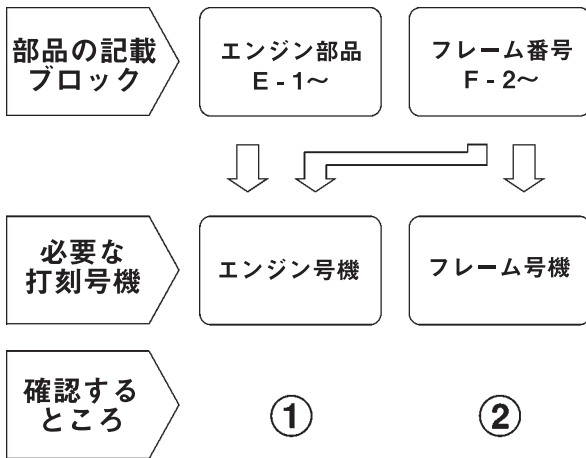 部品の記載
ブロック
エンジン部品
E - 1～
フレーム番号
F - 2～
必要な
打刻号機
エンジン号機
フレーム号機
確認する
ところ
①
②